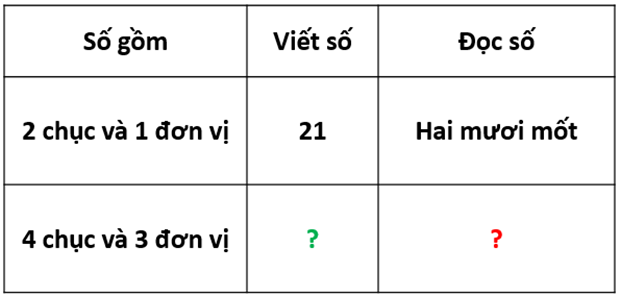 Số gồm Viết số Đọc số
2 chục và 1 đơn vị 21 Hai mươi mốt
4 chục và 3 đơn vị ? ?